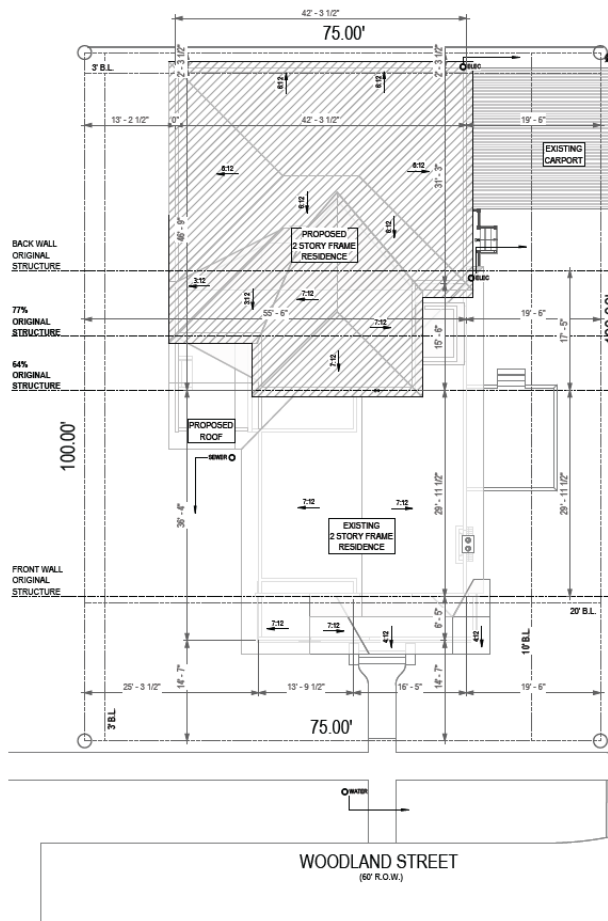 42' - 3 1/2"
75.00'
3' B.L.
2' - 3 1/2"
2' - 3 1/2"
ELEC
6:12
6:12
13' - 2 1/2"
0"
42' - 3 1/2"
19' - 6"
EXISTING
CARPORT
8:12
8:12
31' - 3"
46' - 9"
6:12
6:12
PROPOSED
2 STORY FRAME
RESIDENCE
BACK WALL
ORIGINAL
STRUCTURE
ELEC
3:12
3:12
7:12
77%
ORIGINAL
STRUCTURE
55' - 6"
7:12
19' - 6"
15' - 6"
17' - 5"
7:12
64%
ORIGINAL
STRUCTURE
PROPOSED
ROOF
100.00'
SEWER
29' - 11 1/2"
29' - 11 1/2"
36' - 4"
7:12
7:12
EXISTING
2 STORY FRAME
RESIDENCE
FRONT WALL
ORIGINAL
STRUCTURE
20' B.L.
7:12
7:12
4:12
4:12
6' - 5"
10' B.L.
14' - 7"
14' - 7"
25' - 3 1/2"
13' - 9 1/2"
16' - 5"
19' - 6"
3' B.L.
75.00'
WATER
WOODLAND STREET
(60' R.O.W.)